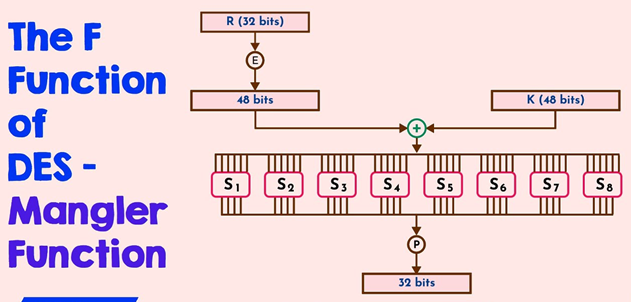 The F
Function
of
DES -
Mangler
Function
R (32 bits)
E
48 bits
K (48 bits)
+
S1 S2 S3 S4 S5 S6 S7 S8
P
32 bits